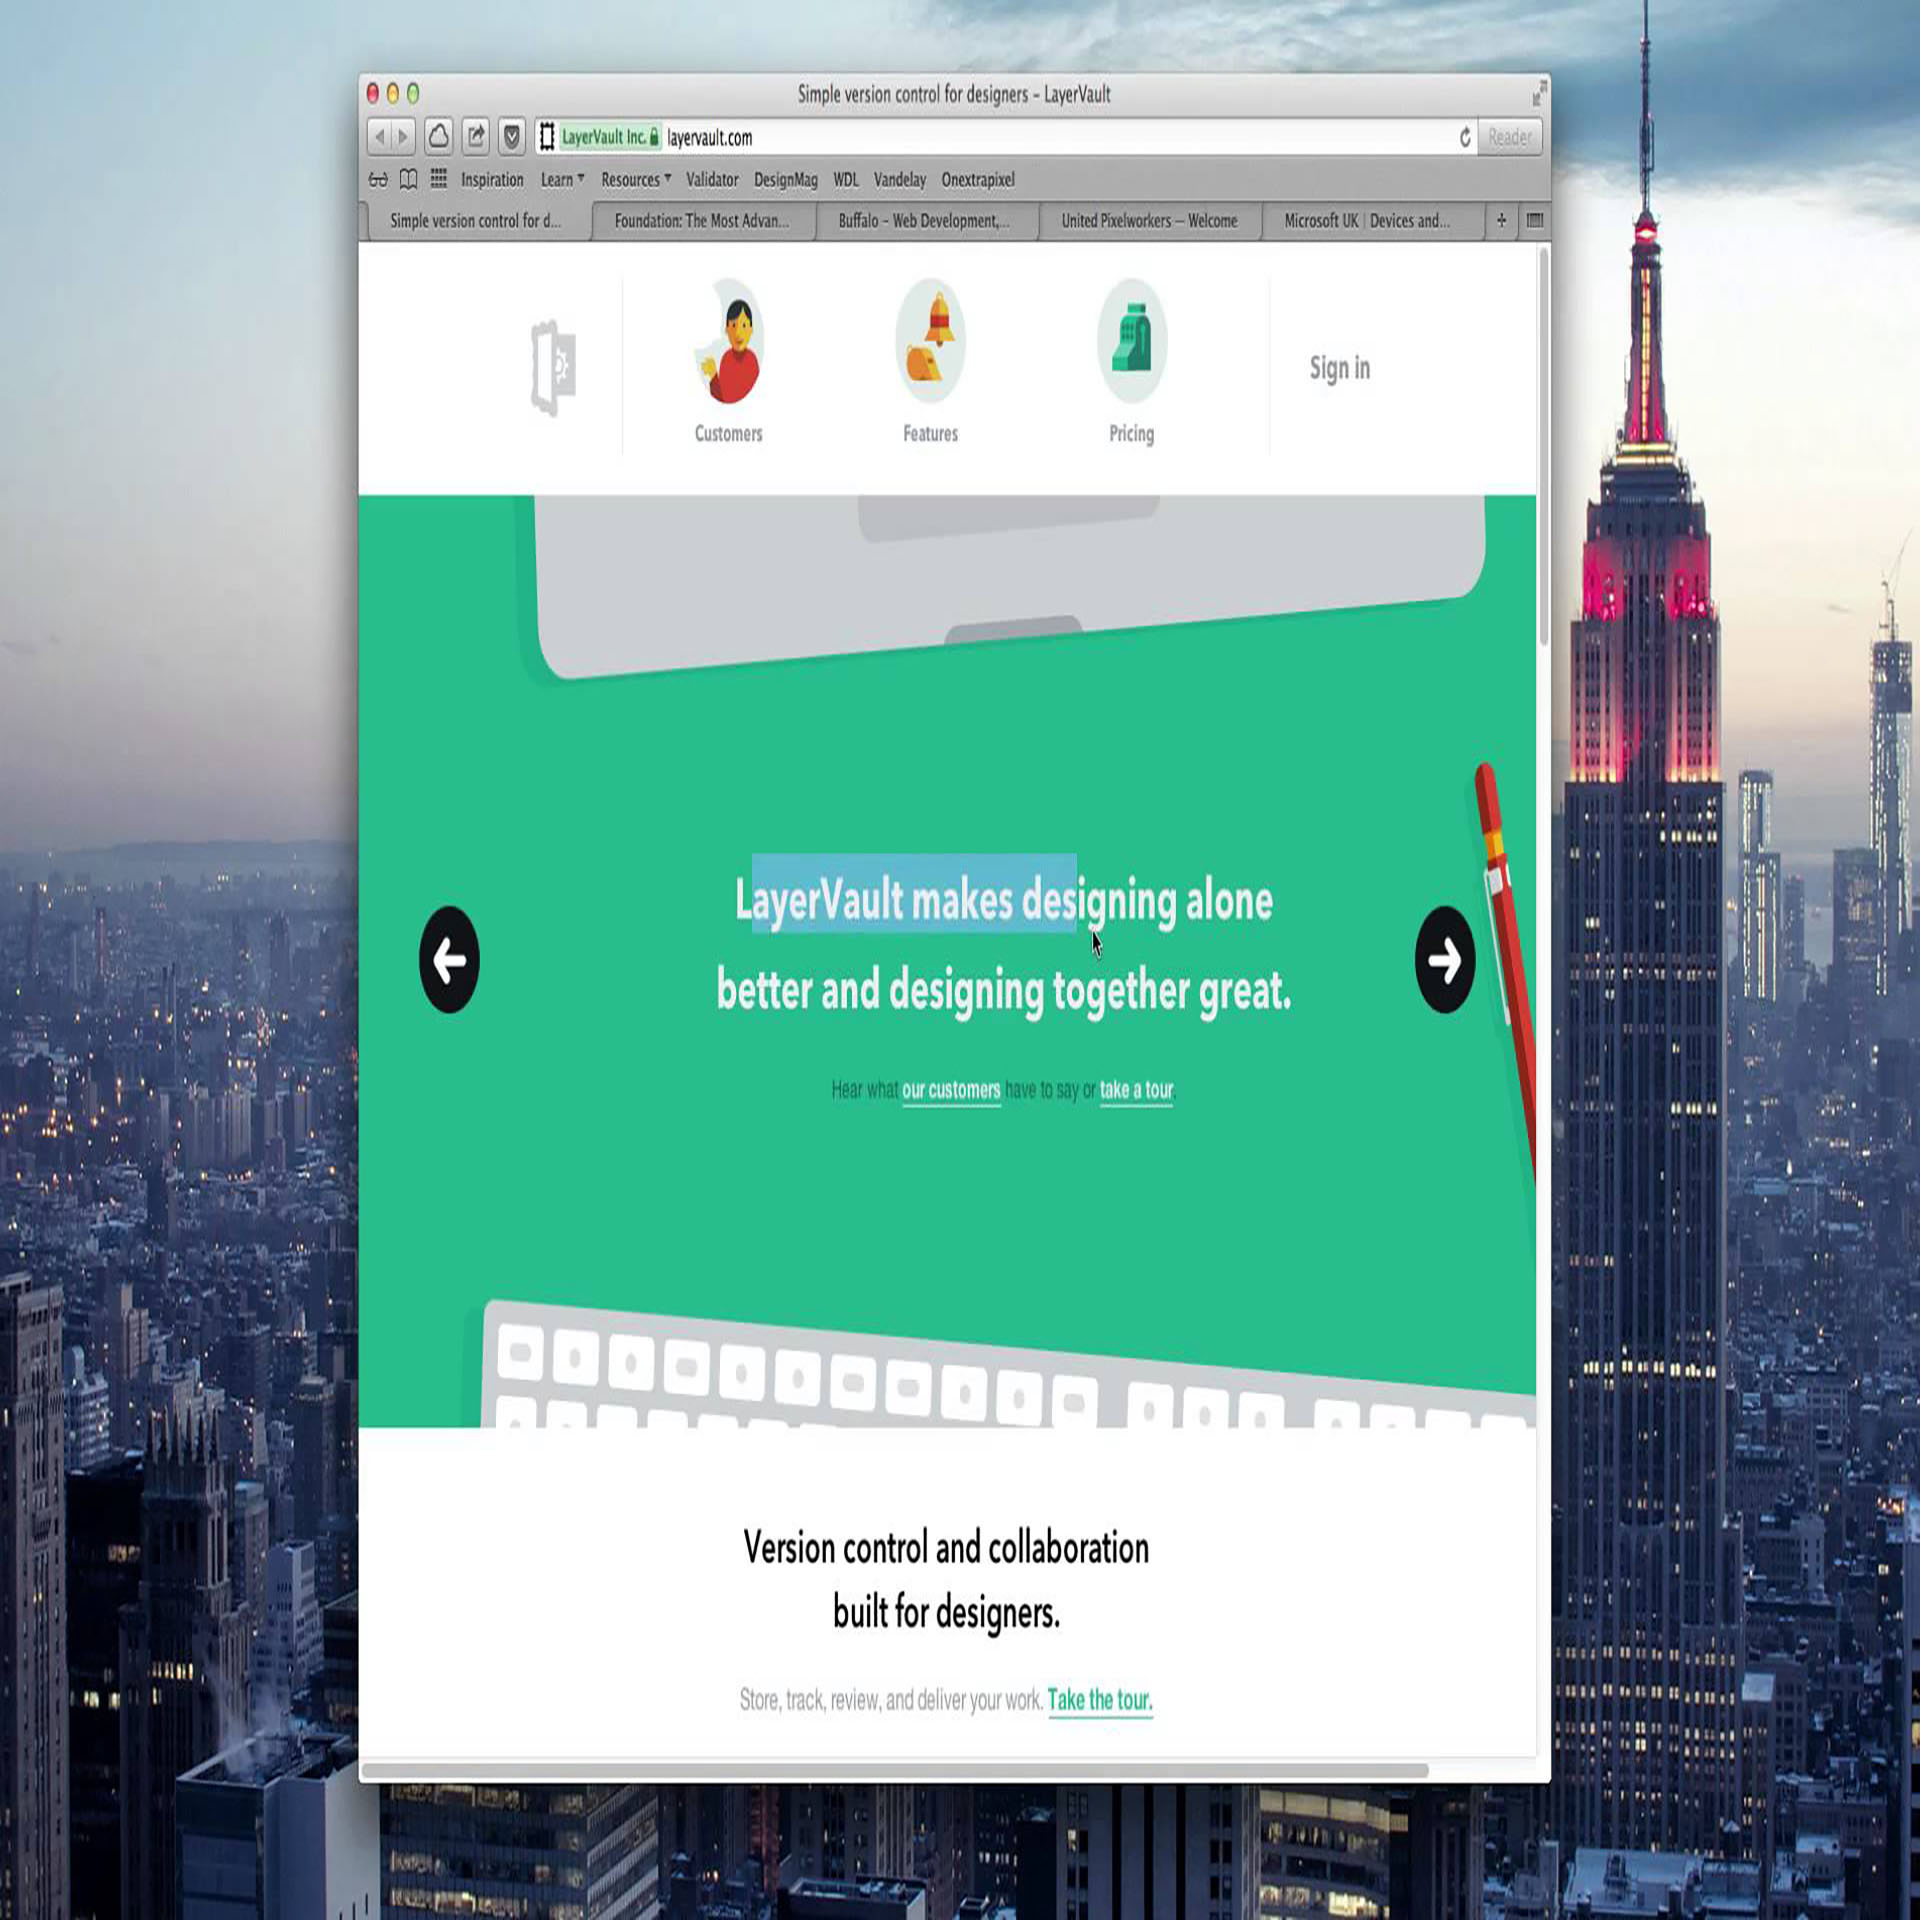 Simple version control for designers – LayerVault
LayerVault Inc. layervault.com Reader
Inspiration Learn Resources Validator DesignMag WDL Vandelay Onextrapixel
Simple version control for d... Foundation: The Most Advan... Buffalo – Web Development,... United Pixelworkers — Welcome Microsoft UK | Devices and... +
Sign in
Customers Features Pricing
LayerVault makes designing alone
better and designing together great.
Hear what our customers have to say or take a tour.
Version control and collaboration
built for designers.
Store, track, review, and deliver your work. Take the tour.